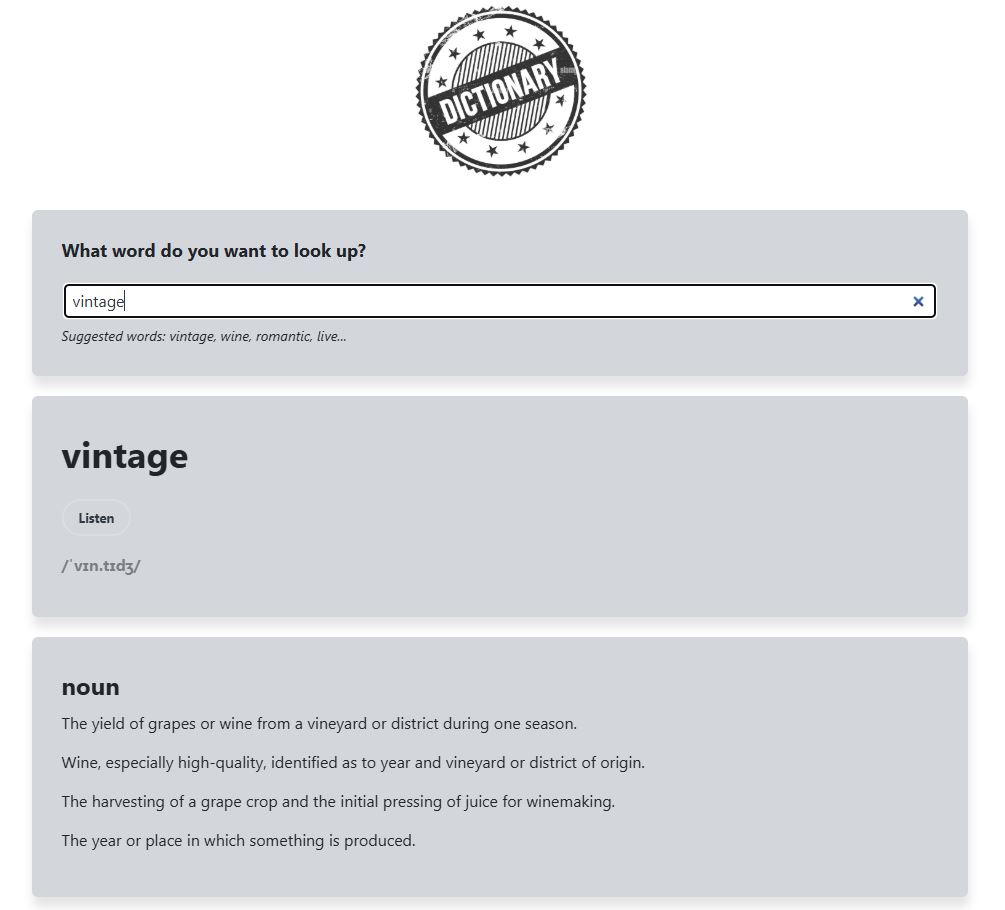 DICTIONARY
What word do you want to look up?
vintage
Suggested words: vintage, wine, romantic, live...
vintage
Listen
/ˈvɪn.tɪdʒ/
noun
The yield of grapes or wine from a vineyard or district during one season.
Wine, especially high-quality, identified as to year and vineyard or district of origin.
The harvesting of a grape crop and the initial pressing of juice for winemaking.
The year or place in which something is produced.